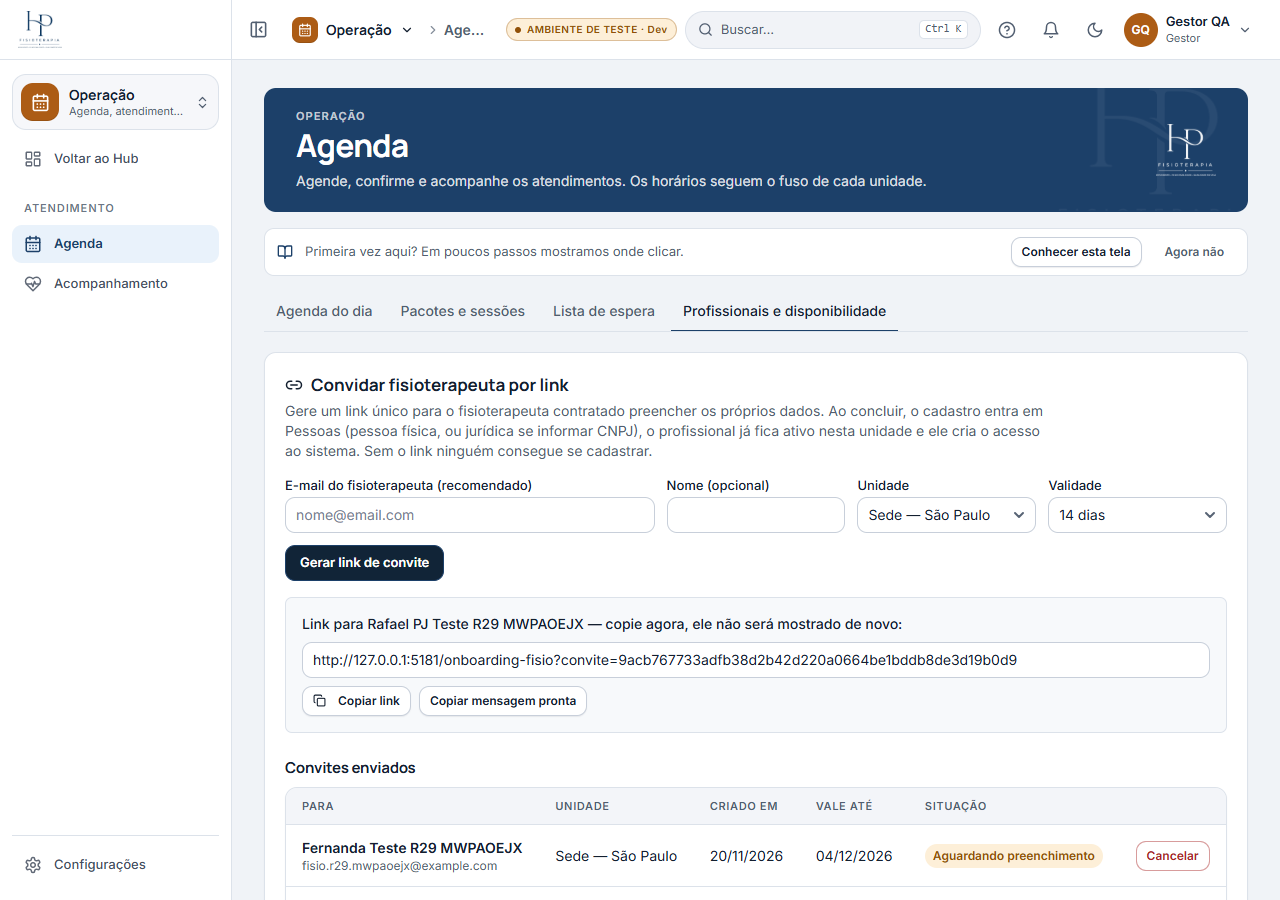 HP
FISIOTERAPIA
Operação
Age...
AMBIENTE DE TESTE · Dev
Buscar...
Ctrl K
GQ
Gestor QA
Gestor
Operação
Agenda, atendiment...
Voltar ao Hub
ATENDIMENTO
Agenda
Acompanhamento
Configurações
OPERAÇÃO
Agenda
Agende, confirme e acompanhe os atendimentos. Os horários seguem o fuso de cada unidade.
HP
FISIOTERAPIA
Primeira vez aqui? Em poucos passos mostramos onde clicar.
Conhecer esta tela
Agora não
Agenda do dia
Pacotes e sessões
Lista de espera
Profissionais e disponibilidade
Convidar fisioterapeuta por link
Gere um link único para o fisioterapeuta contratado preencher os próprios dados. Ao concluir, o cadastro entra em
Pessoas (pessoa física, ou jurídica se informar CNPJ), o profissional já fica ativo nesta unidade e ele cria o acesso
ao sistema. Sem o link ninguém consegue se cadastrar.
E-mail do fisioterapeuta (recomendado)
Nome (opcional)
Unidade
Validade
nome@email.com
Sede — São Paulo
14 dias
Gerar link de convite
Link para Rafael PJ Teste R29 MWPAOEJX — copie agora, ele não será mostrado de novo:
http://127.0.0.1:5181/onboarding-fisio?convite=9acb767733adfb38d2b42d220a0664be1bddb8de3d19b0d9
Copiar link
Copiar mensagem pronta
Convites enviados
PARA
UNIDADE
CRIADO EM
VALE ATÉ
SITUAÇÃO
Fernanda Teste R29 MWPAOEJX
fisio.r29.mwpaoejx@example.com
Sede — São Paulo
20/11/2026
04/12/2026
Aguardando preenchimento
Cancelar